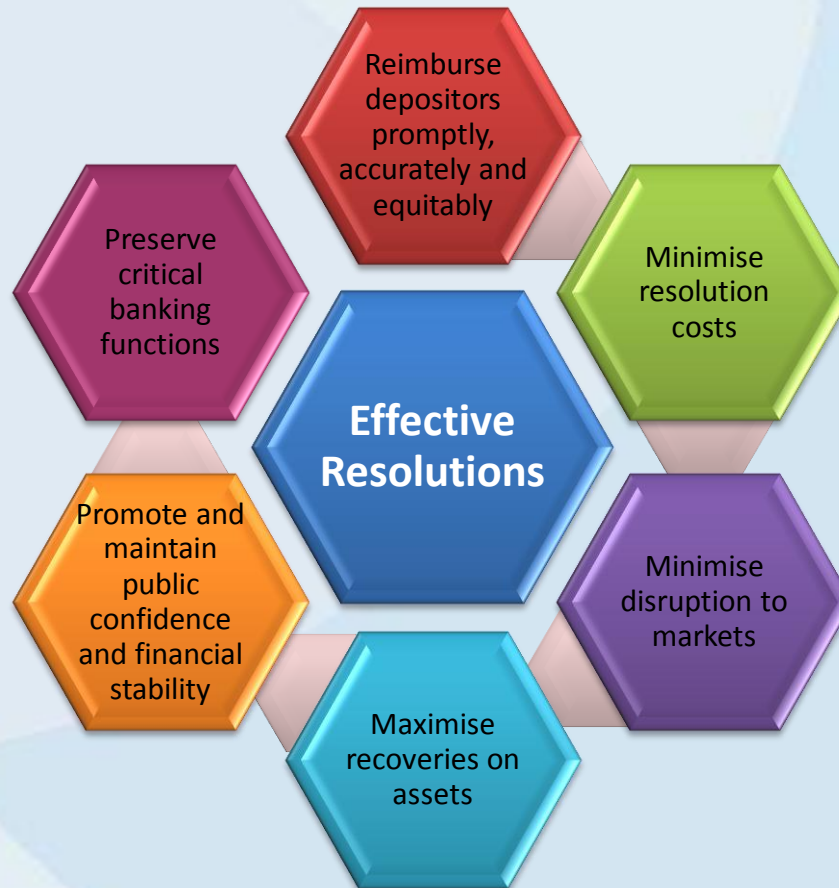 Reimburse
depositors
promptly,
accurately and
equitably
Minimise
resolution
costs
Minimise
disruption to
markets
Maximise
recoveries on
assets
Promote and
maintain
public
confidence
and financial
stability
Preserve
critical
banking
functions
Effective
Resolutions